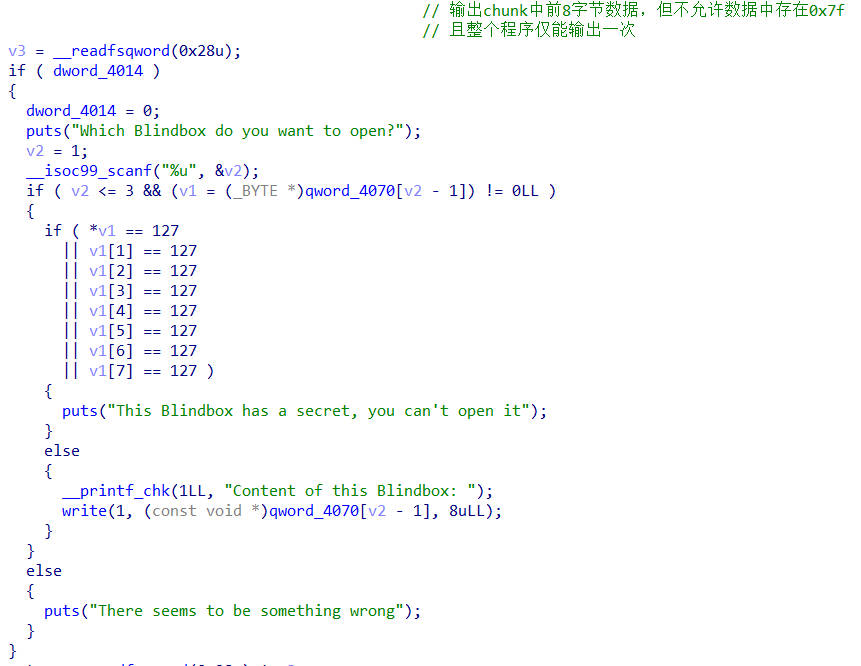 // 输出chunk中前8字节数据，但不允许数据中存在0x7f
// 且整个程序仅能输出一次
v3 = __readfsqword(0x28u);
if ( dword_4014 )
{
dword_4014 = 0;
puts("Which Blindbox do you want to open?");
v2 = 1;
__isoc99_scanf("%u", &v2);
if ( v2 <= 3 && (v1 = (_BYTE *)qword_4070[v2 - 1]) != 0LL )
{
if ( *v1 == 127
|| v1[1] == 127
|| v1[2] == 127
|| v1[3] == 127
|| v1[4] == 127
|| v1[5] == 127
|| v1[6] == 127
|| v1[7] == 127 )
{
puts("This Blindbox has a secret, you can't open it");
}
else
{
__printf_chk(1LL, "Content of this Blindbox: ");
write(1, (const void *)qword_4070[v2 - 1], 8uLL);
}
}
else
{
puts("There seems to be something wrong");
}
}